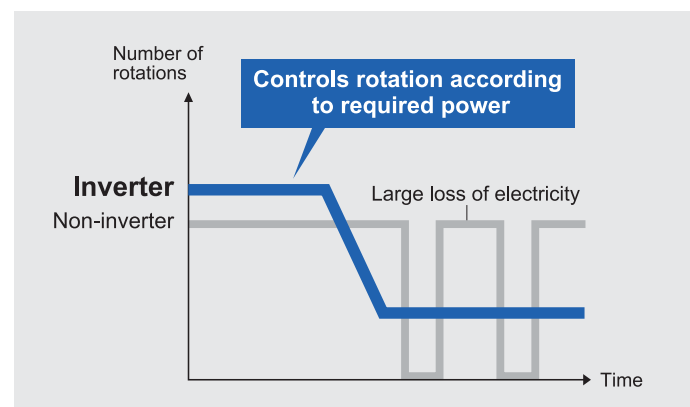 Number of
rotations
Controls rotation according
to required power
Inverter
Large loss of electricity
Non-inverter
Time